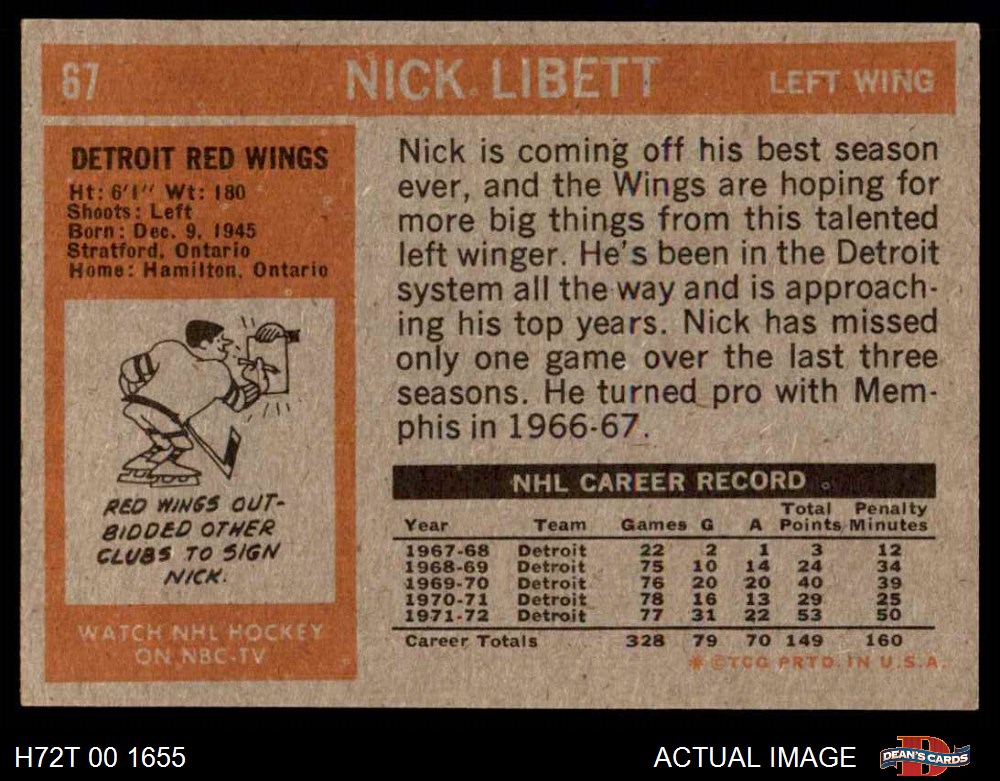 67 NICK LIBETT LEFT WING
DETROIT RED WINGS
Ht: 6'1" Wt: 180
Shoots: Left
Born: Dec. 9, 1945
Stratford, Ontario
Home: Hamilton, Ontario
RED WINGS OUT-
BIDDED OTHER
CLUBS TO SIGN
NICK.
WATCH NHL HOCKEY
ON NBC-TV
Nick is coming off his best season
ever, and the Wings are hoping for
more big things from this talented
left winger. He's been in the Detroit
system all the way and is approach-
ing his top years. Nick has missed
only one game over the last three
seasons. He turned pro with Mem-
phis in 1966-67.
NHL CAREER RECORD
Year Team Games G A Total Points Penalty Minutes
1967-68 Detroit 22 2 1 3 12
1968-69 Detroit 75 10 14 24 34
1969-70 Detroit 76 20 20 40 39
1970-71 Detroit 78 16 13 29 25
1971-72 Detroit 77 31 22 53 50
Career Totals 328 79 70 149 160
*©TCG PRTD. IN U.S.A.
H72T 00 1655 ACTUAL IMAGE DEAN'S CARDS